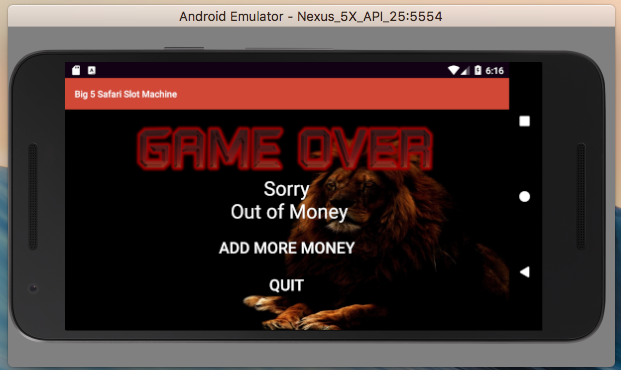 Android Emulator - Nexus_5X_API_25:5554
6:16
Big 5 Safari Slot Machine
GAME OVER
Sorry
Out of Money
ADD MORE MONEY
QUIT